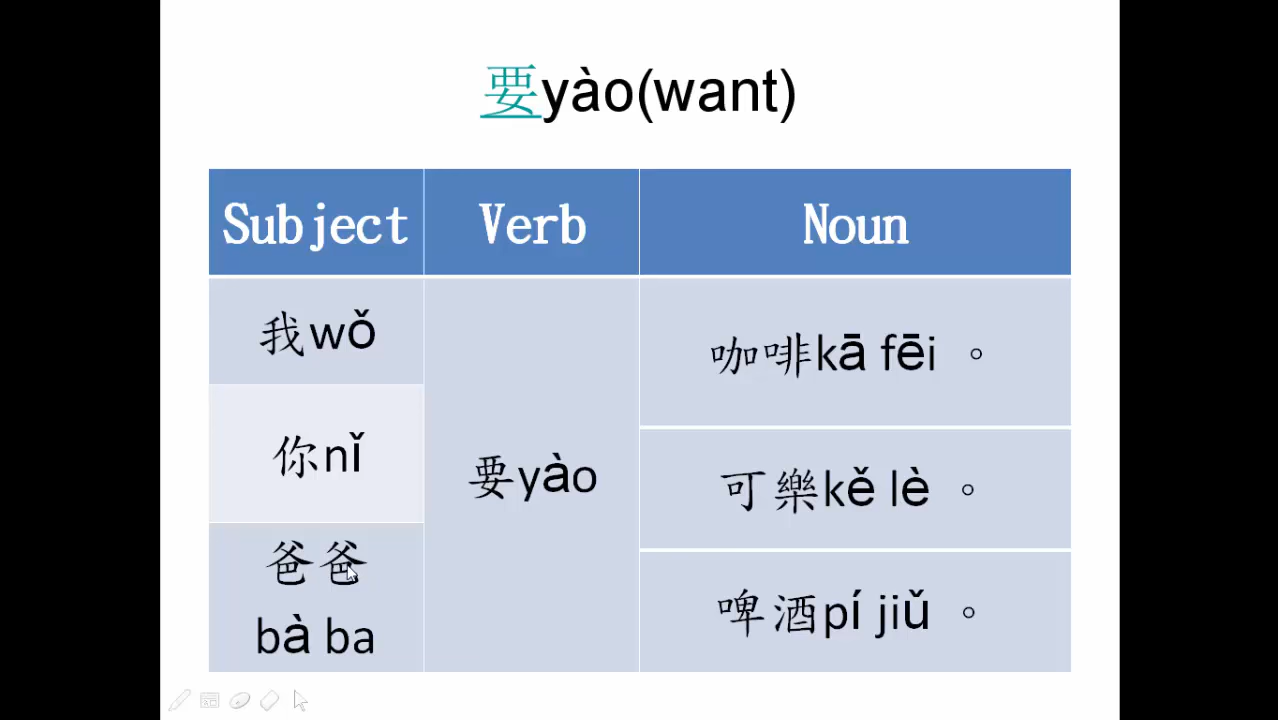 要yào(want)
Subject Verb Noun
我wǒ
咖啡kā fēi 。
你nǐ
要yào
可樂kě lè 。
爸爸
bà ba
啤酒pí jiǔ 。